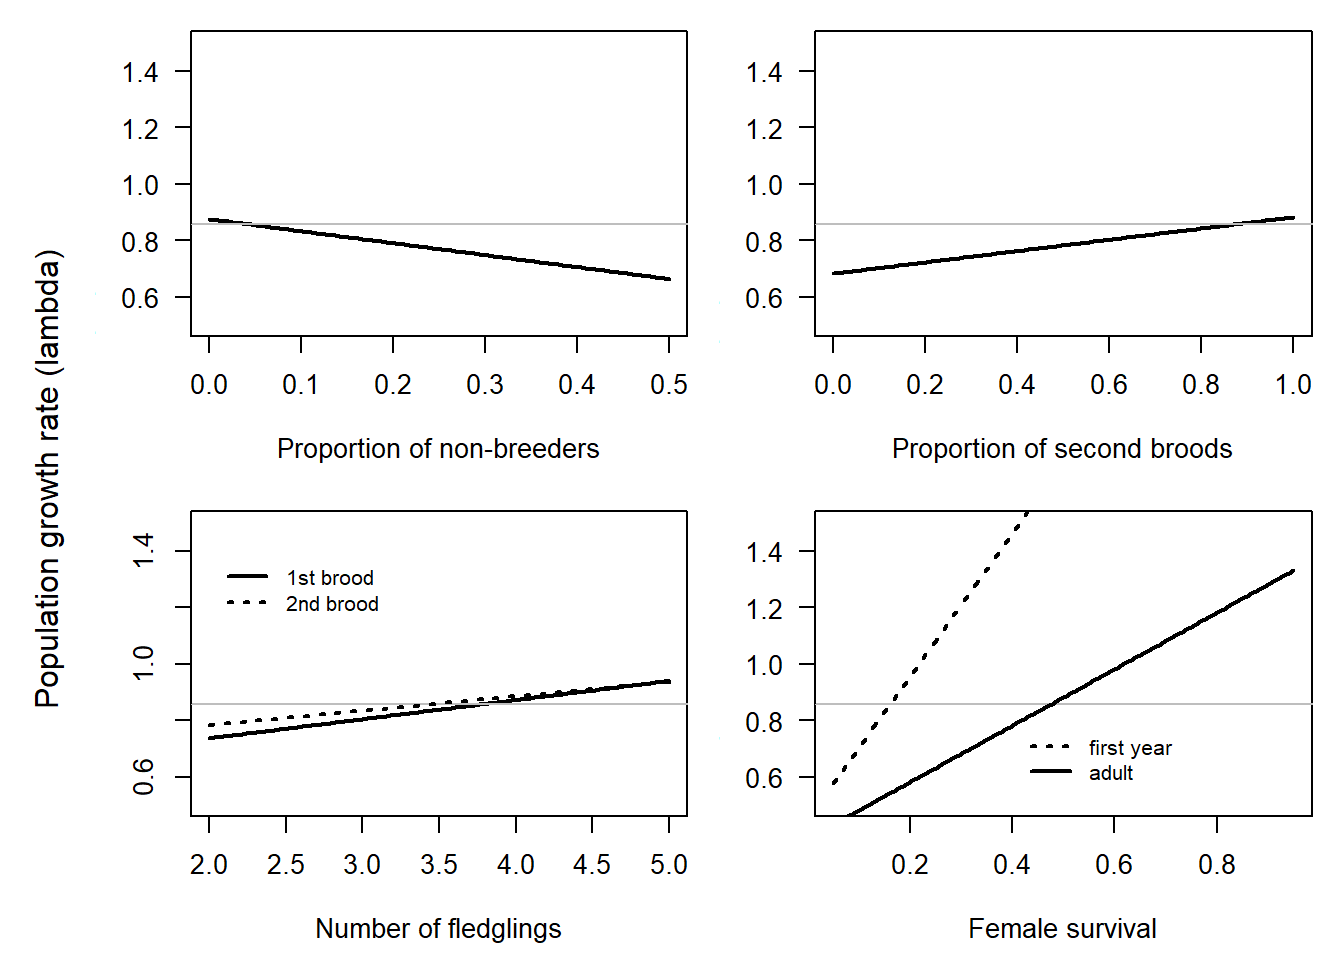 Population growth rate (lambda)
1.4
1.2
1.0
0.8
0.6
0.0 0.1 0.2 0.3 0.4 0.5
Proportion of non-breeders
1.4
1.2
1.0
0.8
0.6
0.0 0.2 0.4 0.6 0.8 1.0
Proportion of second broods
1.4
1.0
0.6
1st brood
2nd brood
2.0 2.5 3.0 3.5 4.0 4.5 5.0
Number of fledglings
1.4
1.2
1.0
0.8
0.6
first year
adult
0.2 0.4 0.6 0.8
Female survival